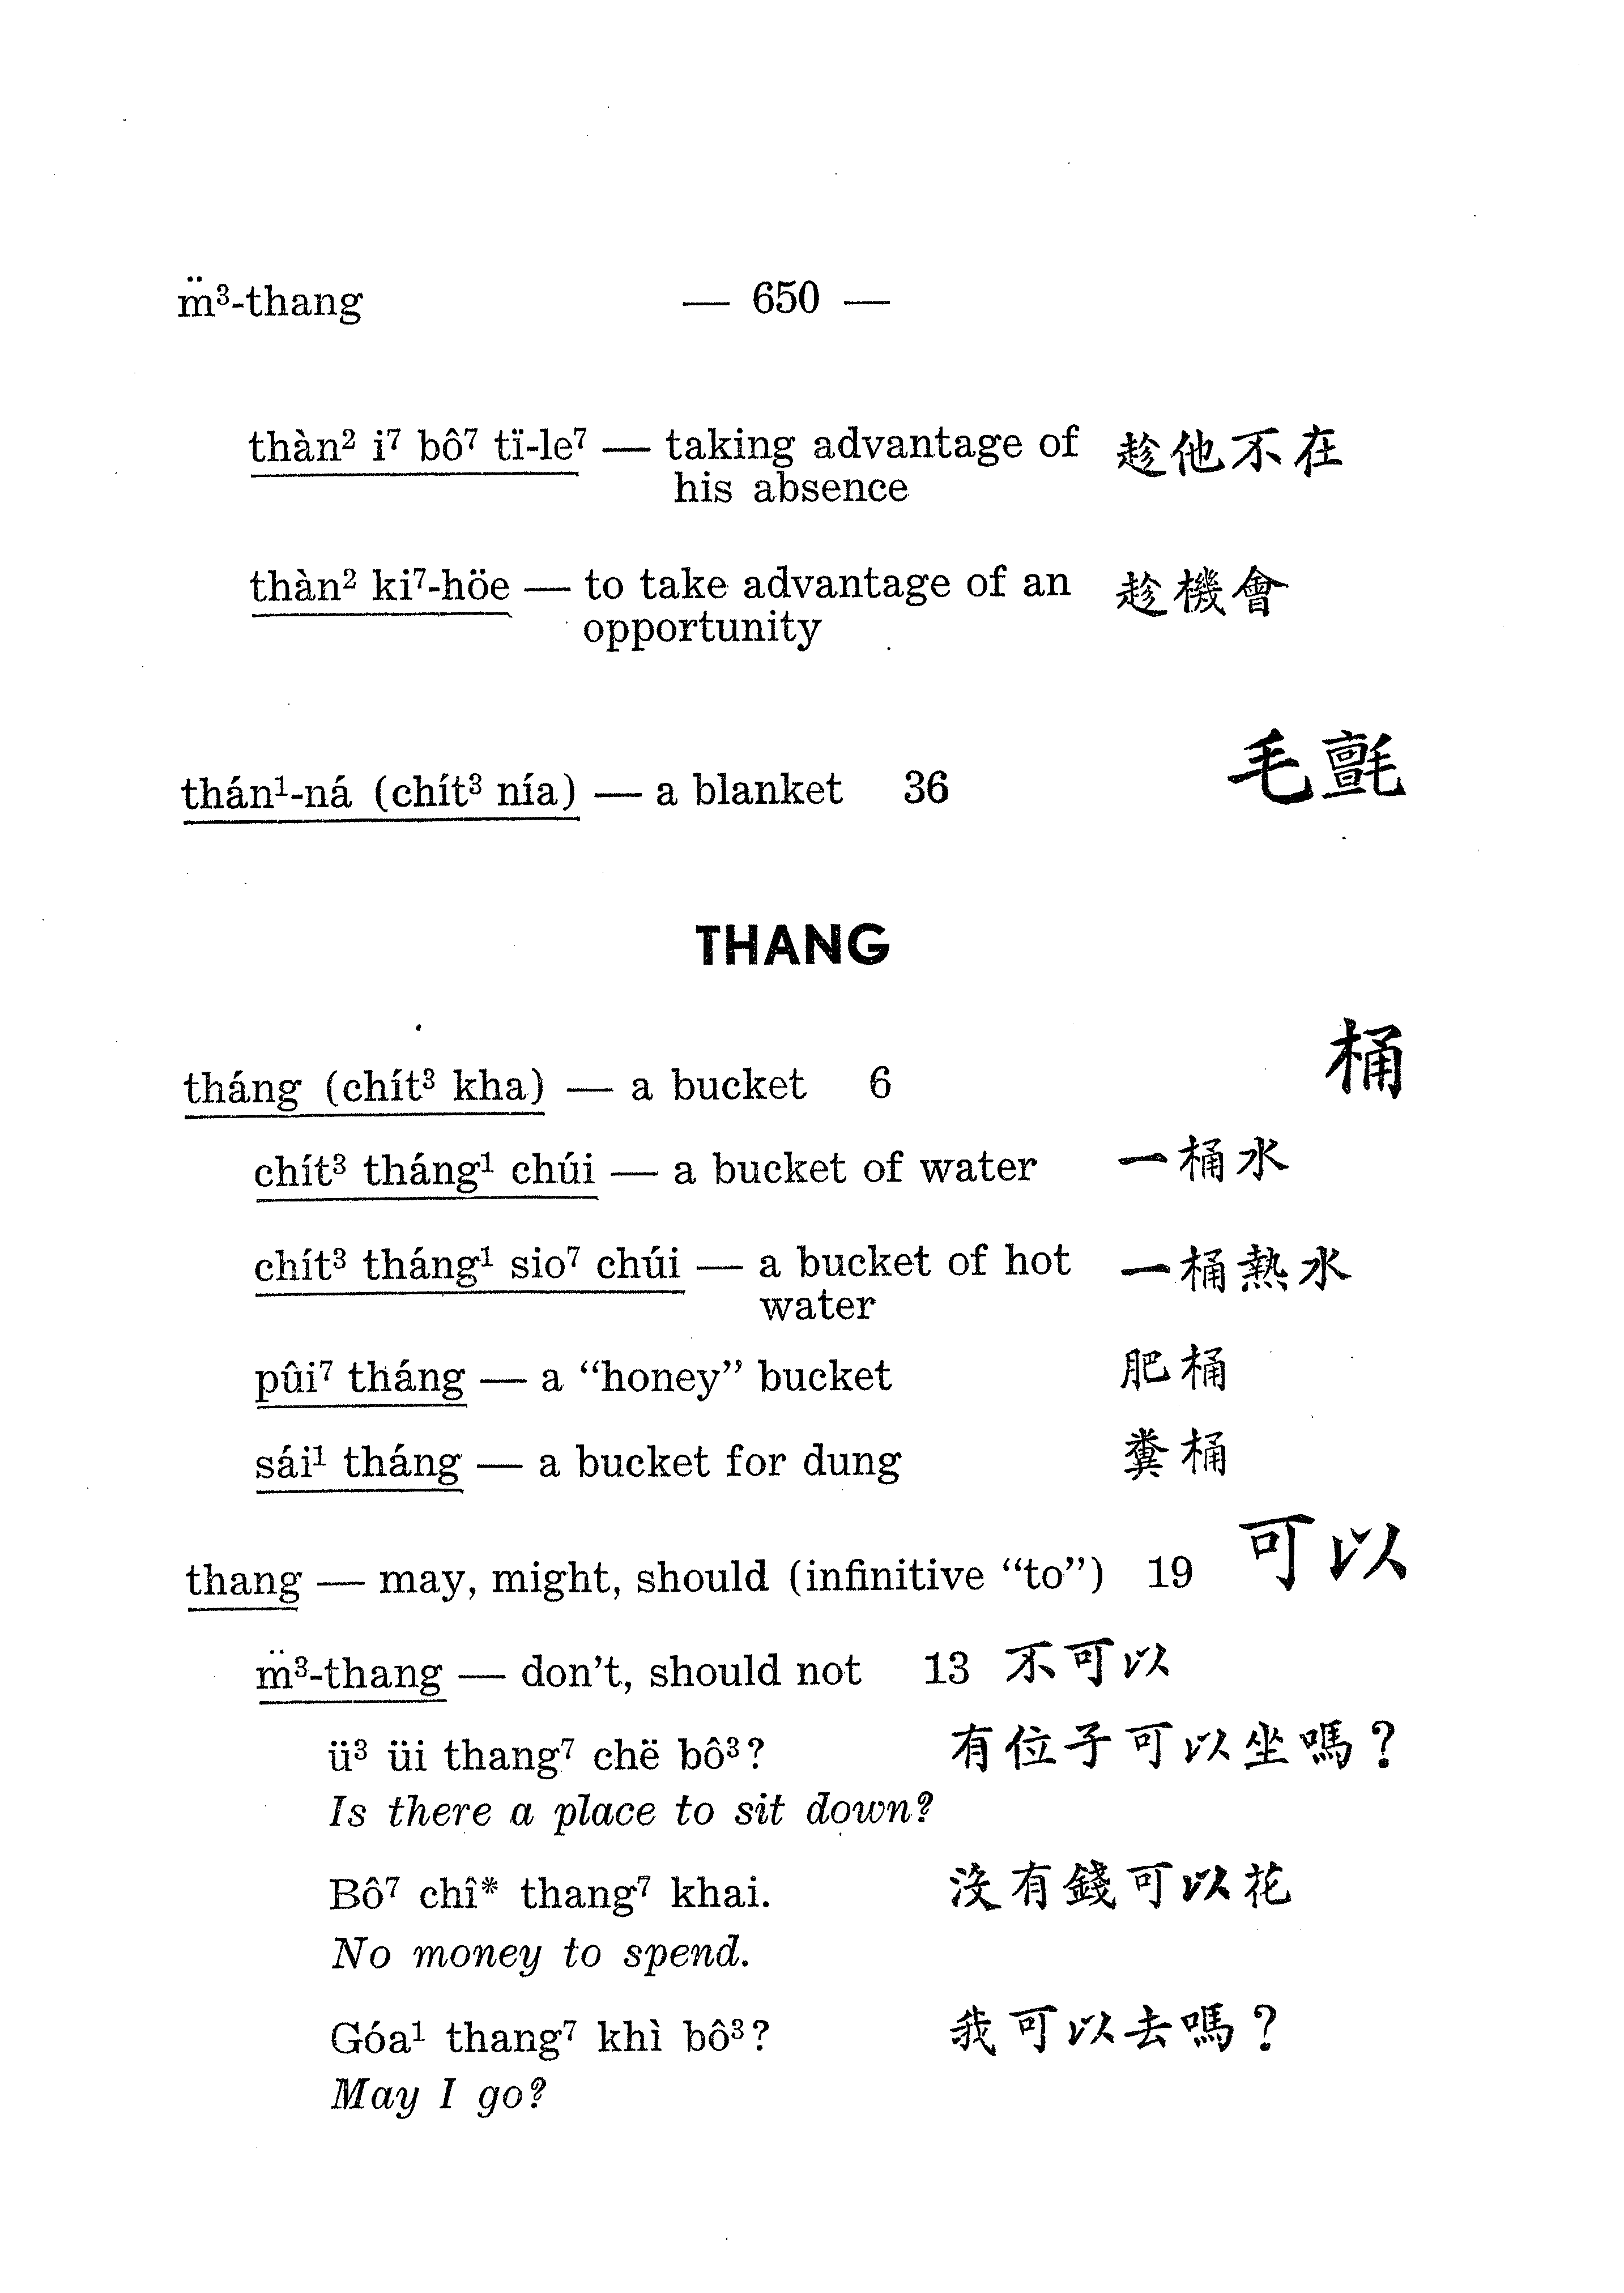 m̈³-thang — 650 —
thàn² i⁷ bô⁷ tï-le⁷ — taking advantage of 趁他不在
his absence
thàn² ki⁷-höe — to take advantage of an 趁機會
opportunity
thán¹-ná (chít³ nía) — a blanket 36 毛氈
THANG
tháng (chít³ kha) — a bucket 6 桶
chít³ tháng¹ chúi — a bucket of water 一桶水
chít³ tháng¹ sio⁷ chúi — a bucket of hot 一桶熱水
water
pûi⁷ tháng — a “honey” bucket 肥桶
sái¹ tháng — a bucket for dung 糞桶
thang — may, might, should (infinitive “to”) 19 可以
m̈³-thang — don’t, should not 13 不可以
ü³ üi thang⁷ chë bô³? 有位子可以坐嗎?
Is there a place to sit down?
Bô⁷ chî* thang⁷ khai. 沒有錢可以花
No money to spend.
Góa¹ thang⁷ khì bô³? 我可以去嗎?
May I go?